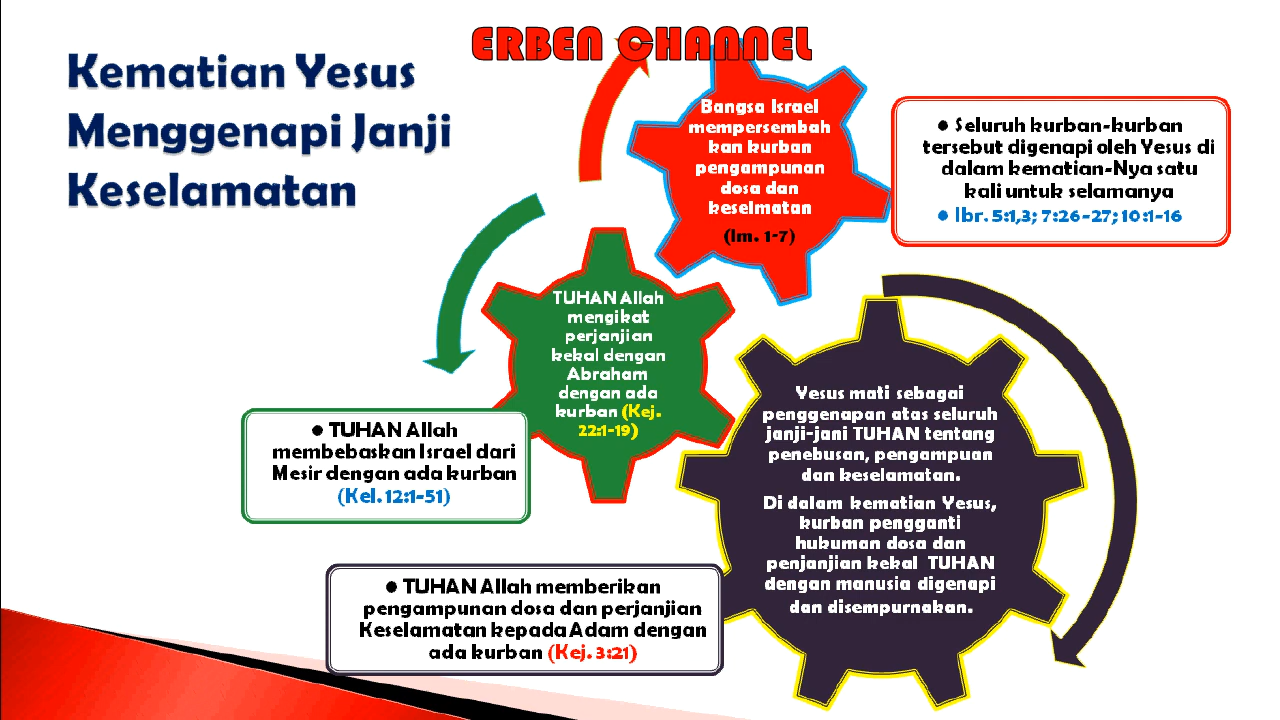 ERBEN CHANNEL
Kematian Yesus
Menggenapi Janji
Keselamatan
Bangsa Israel
mempersembah
kan kurban
pengampunan
dosa dan
keselmatan
(Im. 1-7)
● Seluruh kurban-kurban
tersebut digenapi oleh Yesus di
dalam kematian-Nya satu
kali untuk selamanya
● Ibr. 5:1,3; 7:26-27; 10:1-16
TUHAN Allah
mengikat
perjanjian
kekal dengan
Abraham
dengan ada
kurban (Kej.
22:1-19)
● TUHAN Allah
membebaskan Israel dari
Mesir dengan ada kurban
(Kel. 12:1-51)
Yesus mati sebagai
penggenapan atas seluruh
janji-jani TUHAN tentang
penebusan, pengampuan
dan keselamatan.
Di dalam kematian Yesus,
kurban pengganti
hukuman dosa dan
penjanjian kekal TUHAN
dengan manusia digenapi
dan disempurnakan.
● TUHAN Allah memberikan
pengampunan dosa dan perjanjian
Keselamatan kepada Adam dengan
ada kurban (Kej. 3:21)